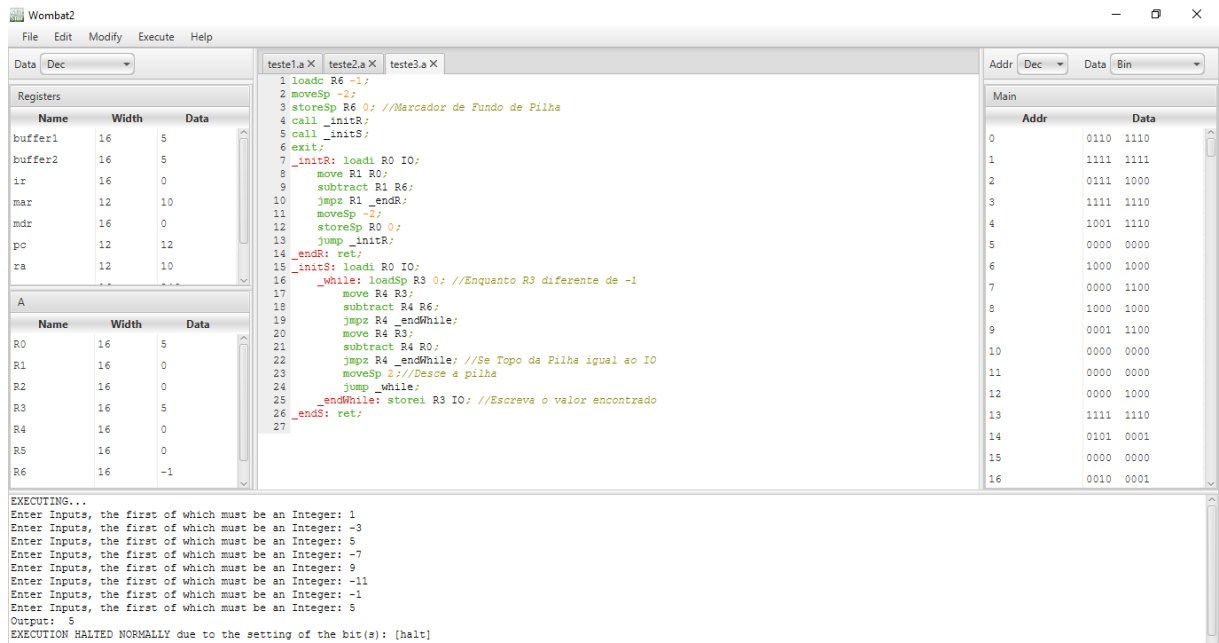 Wombat2
File Edit Modify Execute Help
Data Dec
Registers
Name Width Data
buffer1 16 5
buffer2 16 5
ir 16 0
mar 12 10
mdr 16 0
pc 12 12
ra 12 10
A
Name Width Data
R0 16 5
R1 16 0
R2 16 0
R3 16 5
R4 16 0
R5 16 0
R6 16 -1
teste1.a X teste2.a X teste3.a X
1 loadc R6 -1;
2 moveSp -2;
3 storeSp R6 0; //Marcador de Fundo de Pilha
4 call _initR;
5 call _initS;
6 exit;
7 _initR: loadi R0 IO;
8 move R1 R0;
9 subtract R1 R6;
10 jmpz R1 _endR;
11 moveSp -2;
12 storeSp R0 0;
13 jump _initR;
14 _endR: ret;
15 _initS: loadi R0 IO;
16 _while: loadSp R3 0; //Enquanto R3 diferente de -1
17 move R4 R3;
18 subtract R4 R6;
19 jmpz R4 _endWhile;
20 move R4 R3;
21 subtract R4 R0;
22 jmpz R4 _endWhile; //Se Topo da Pilha igual ao IO
23 moveSp 2;//Desce a pilha
24 jump _while;
25 _endWhile: storei R3 IO; //Escreva o valor encontrado
26 _endS: ret;
27
Addr Dec Data Bin
Main
Addr Data
0 0110 1110
1 1111 1111
2 0111 1000
3 1111 1110
4 1001 1110
5 0000 0000
6 1000 1000
7 0000 1100
8 1000 1000
9 0001 1100
10 0000 0000
11 0000 0000
12 0000 1000
13 1111 1110
14 0101 0001
15 0000 0000
16 0010 0001
EXECUTING...
Enter Inputs, the first of which must be an Integer: 1
Enter Inputs, the first of which must be an Integer: -3
Enter Inputs, the first of which must be an Integer: 5
Enter Inputs, the first of which must be an Integer: -7
Enter Inputs, the first of which must be an Integer: 9
Enter Inputs, the first of which must be an Integer: -11
Enter Inputs, the first of which must be an Integer: -1
Enter Inputs, the first of which must be an Integer: 5
Output: 5
EXECUTION HALTED NORMALLY due to the setting of the bit(s): [halt]